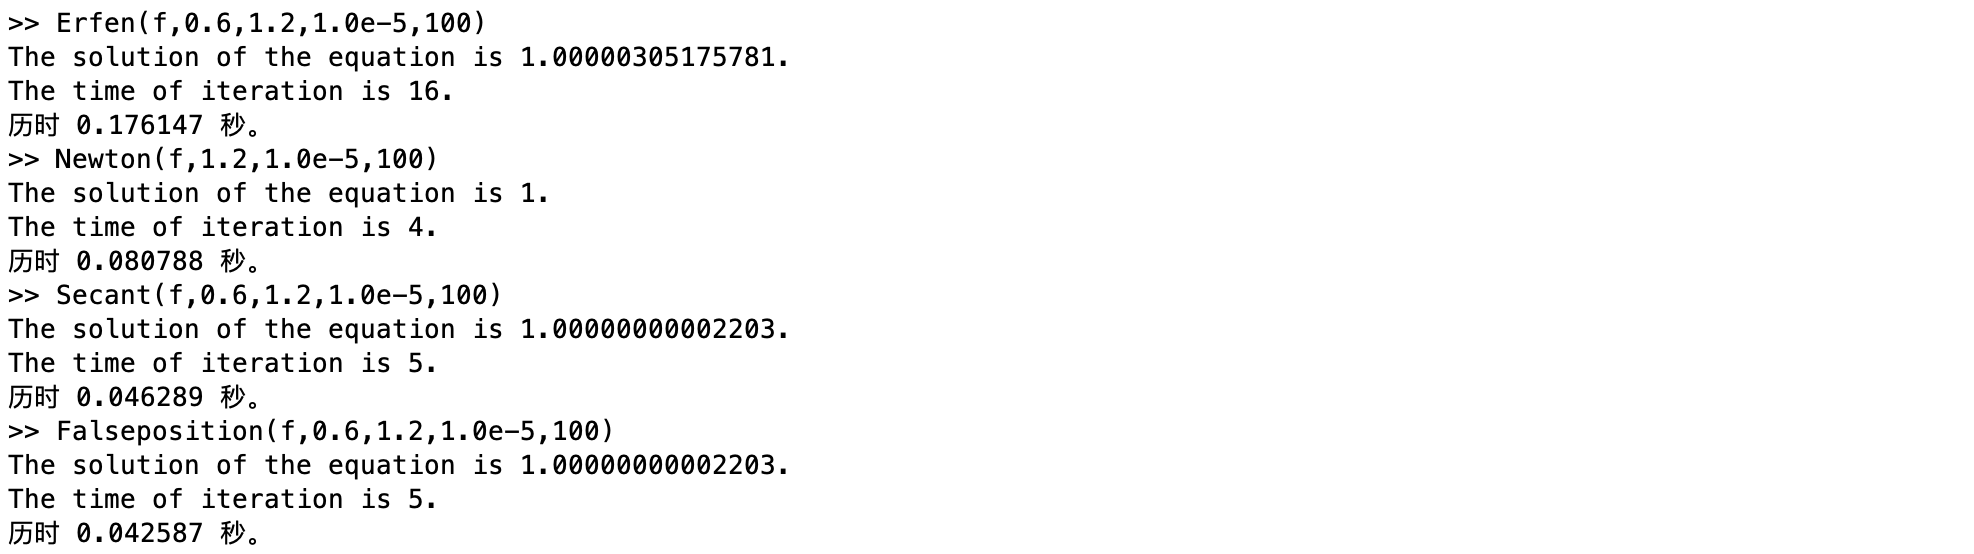 >> Erfen(f,0.6,1.2,1.0e-5,100)
The solution of the equation is 1.00000305175781.
The time of iteration is 16.
历时 0.176147 秒。
>> Newton(f,1.2,1.0e-5,100)
The solution of the equation is 1.
The time of iteration is 4.
历时 0.080788 秒。
>> Secant(f,0.6,1.2,1.0e-5,100)
The solution of the equation is 1.00000000002203.
The time of iteration is 5.
历时 0.046289 秒。
>> Falseposition(f,0.6,1.2,1.0e-5,100)
The solution of the equation is 1.00000000002203.
The time of iteration is 5.
历时 0.042587 秒。